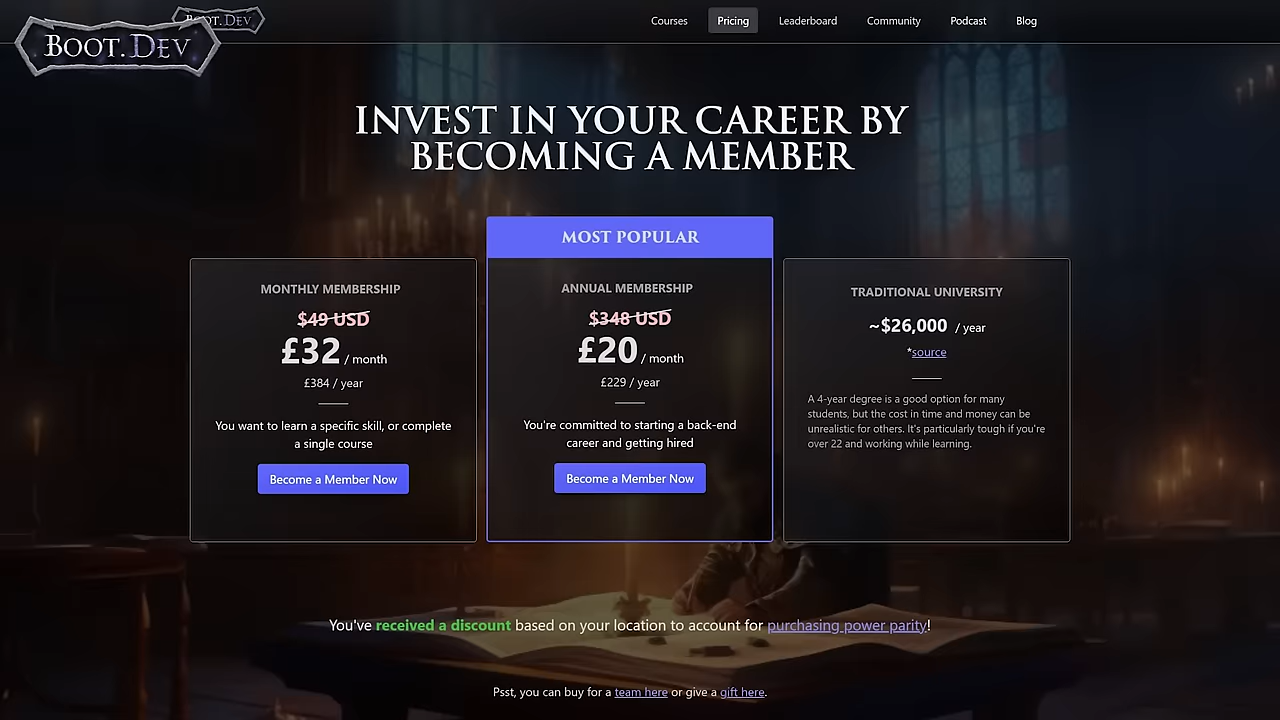 Boot.Dev
Boot.Dev
Courses
Pricing
Leaderboard
Community
Podcast
Blog
INVEST IN YOUR CAREER BY
BECOMING A MEMBER
MOST POPULAR
MONTHLY MEMBERSHIP
$49 USD
£32 / month
£384 / year
You want to learn a specific skill, or complete
a single course
Become a Member Now
ANNUAL MEMBERSHIP
$348 USD
£20 / month
£229 / year
You're committed to starting a back-end
career and getting hired
Become a Member Now
TRADITIONAL UNIVERSITY
~$26,000 / year
*source
A 4-year degree is a good option for many
students, but the cost in time and money can be
unrealistic for others. It's particularly tough if you're
over 22 and working while learning.
You've received a discount based on your location to account for purchasing power parity!
Psst, you can buy for a team here or give a gift here.